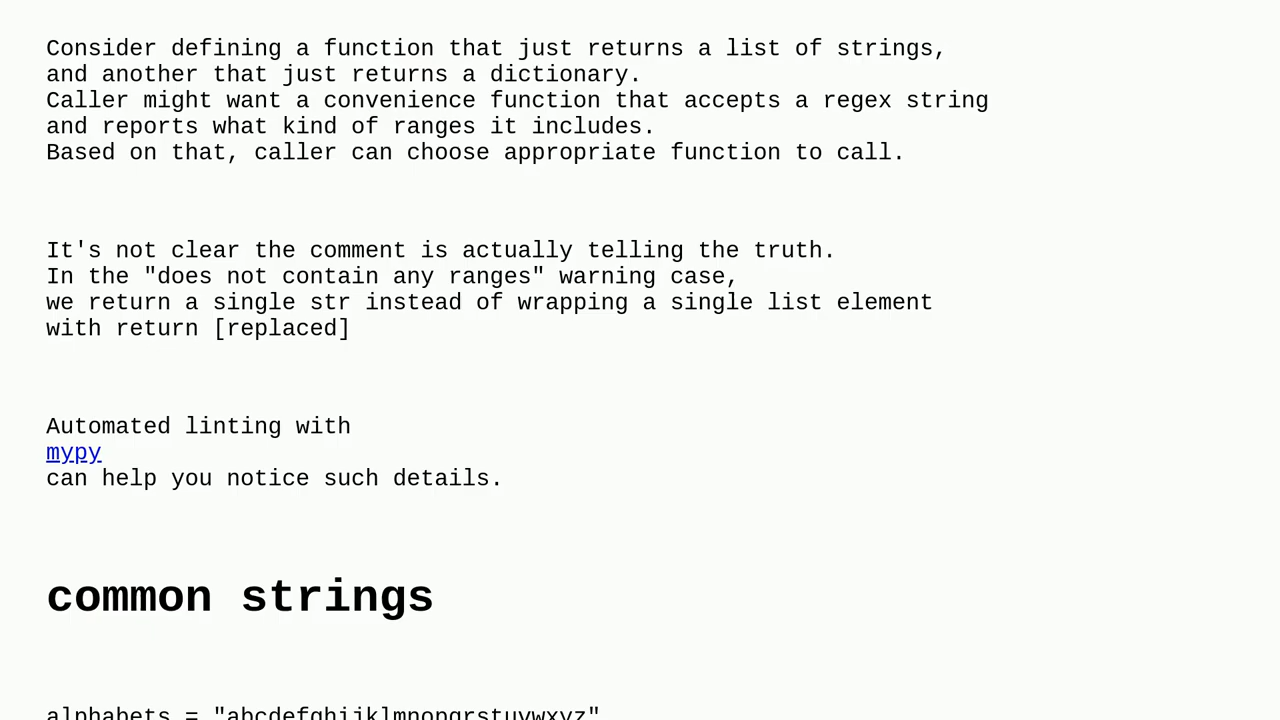 Consider defining a function that just returns a list of strings,
and another that just returns a dictionary.
Caller might want a convenience function that accepts a regex string
and reports what kind of ranges it includes.
Based on that, caller can choose appropriate function to call.
It's not clear the comment is actually telling the truth.
In the "does not contain any ranges" warning case,
we return a single str instead of wrapping a single list element
with return [replaced]
Automated linting with
mypy
can help you notice such details.
common strings
alphabets = "abcdefghijklmnopqrstuvwxyz"